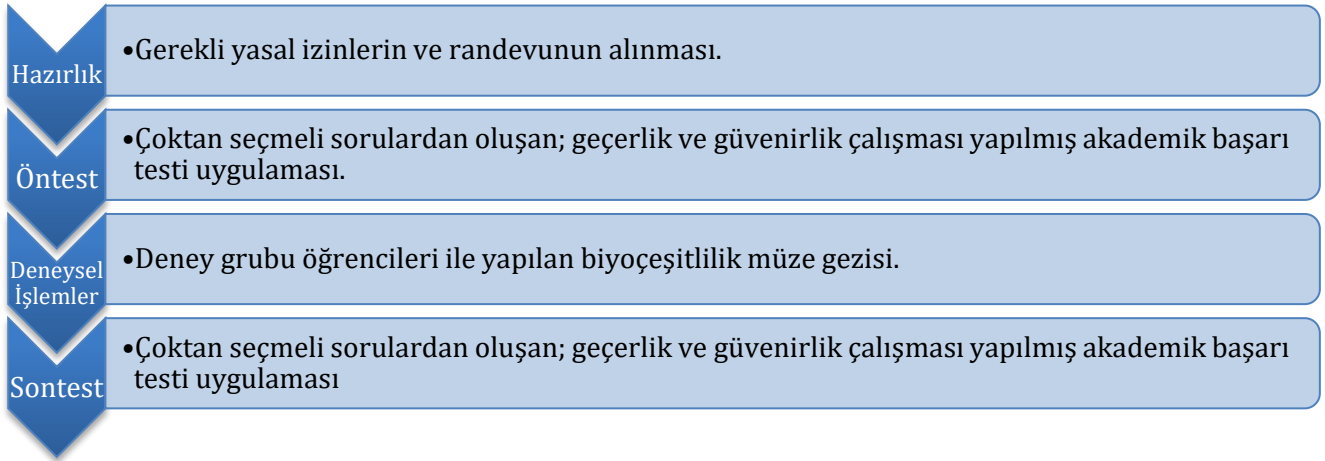 Hazırlık
•Gerekli yasal izinlerin ve randevunun alınması.
Öntest
•Çoktan seçmeli sorulardan oluşan; geçerlik ve güvenirlik çalışması yapılmış akademik başarı
testi uygulaması.
Deneysel
İşlemler
•Deney grubu öğrencileri ile yapılan biyoçeşitlilik müze gezisi.
Sontest
•Çoktan seçmeli sorulardan oluşan; geçerlik ve güvenirlik çalışması yapılmış akademik başarı
testi uygulaması